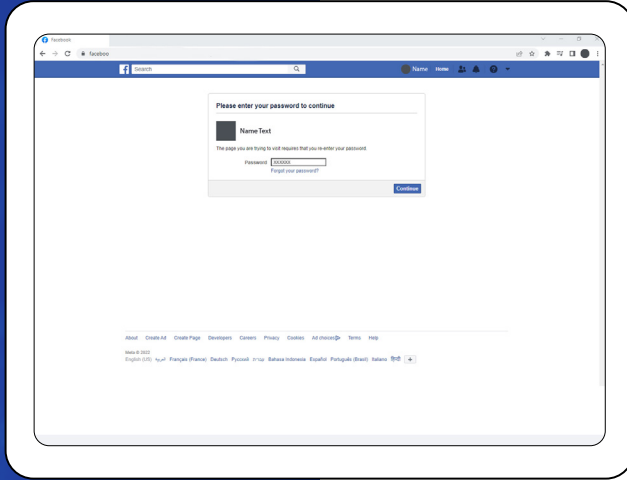 Facebook
faceboo
f Search Name Home
Please enter your password to continue
Name Text
The page you are trying to visit requires that you re-enter your password.
Password XXXXXX
Forgot your password?
Continue
About Create Ad Create Page Developers Careers Privacy Cookies Ad choices Terms Help
Meta © 2022
English (US) العربية Français (France) Deutsch Русский עברית Bahasa Indonesia Español Português (Brasil) Italiano हिन्दी +